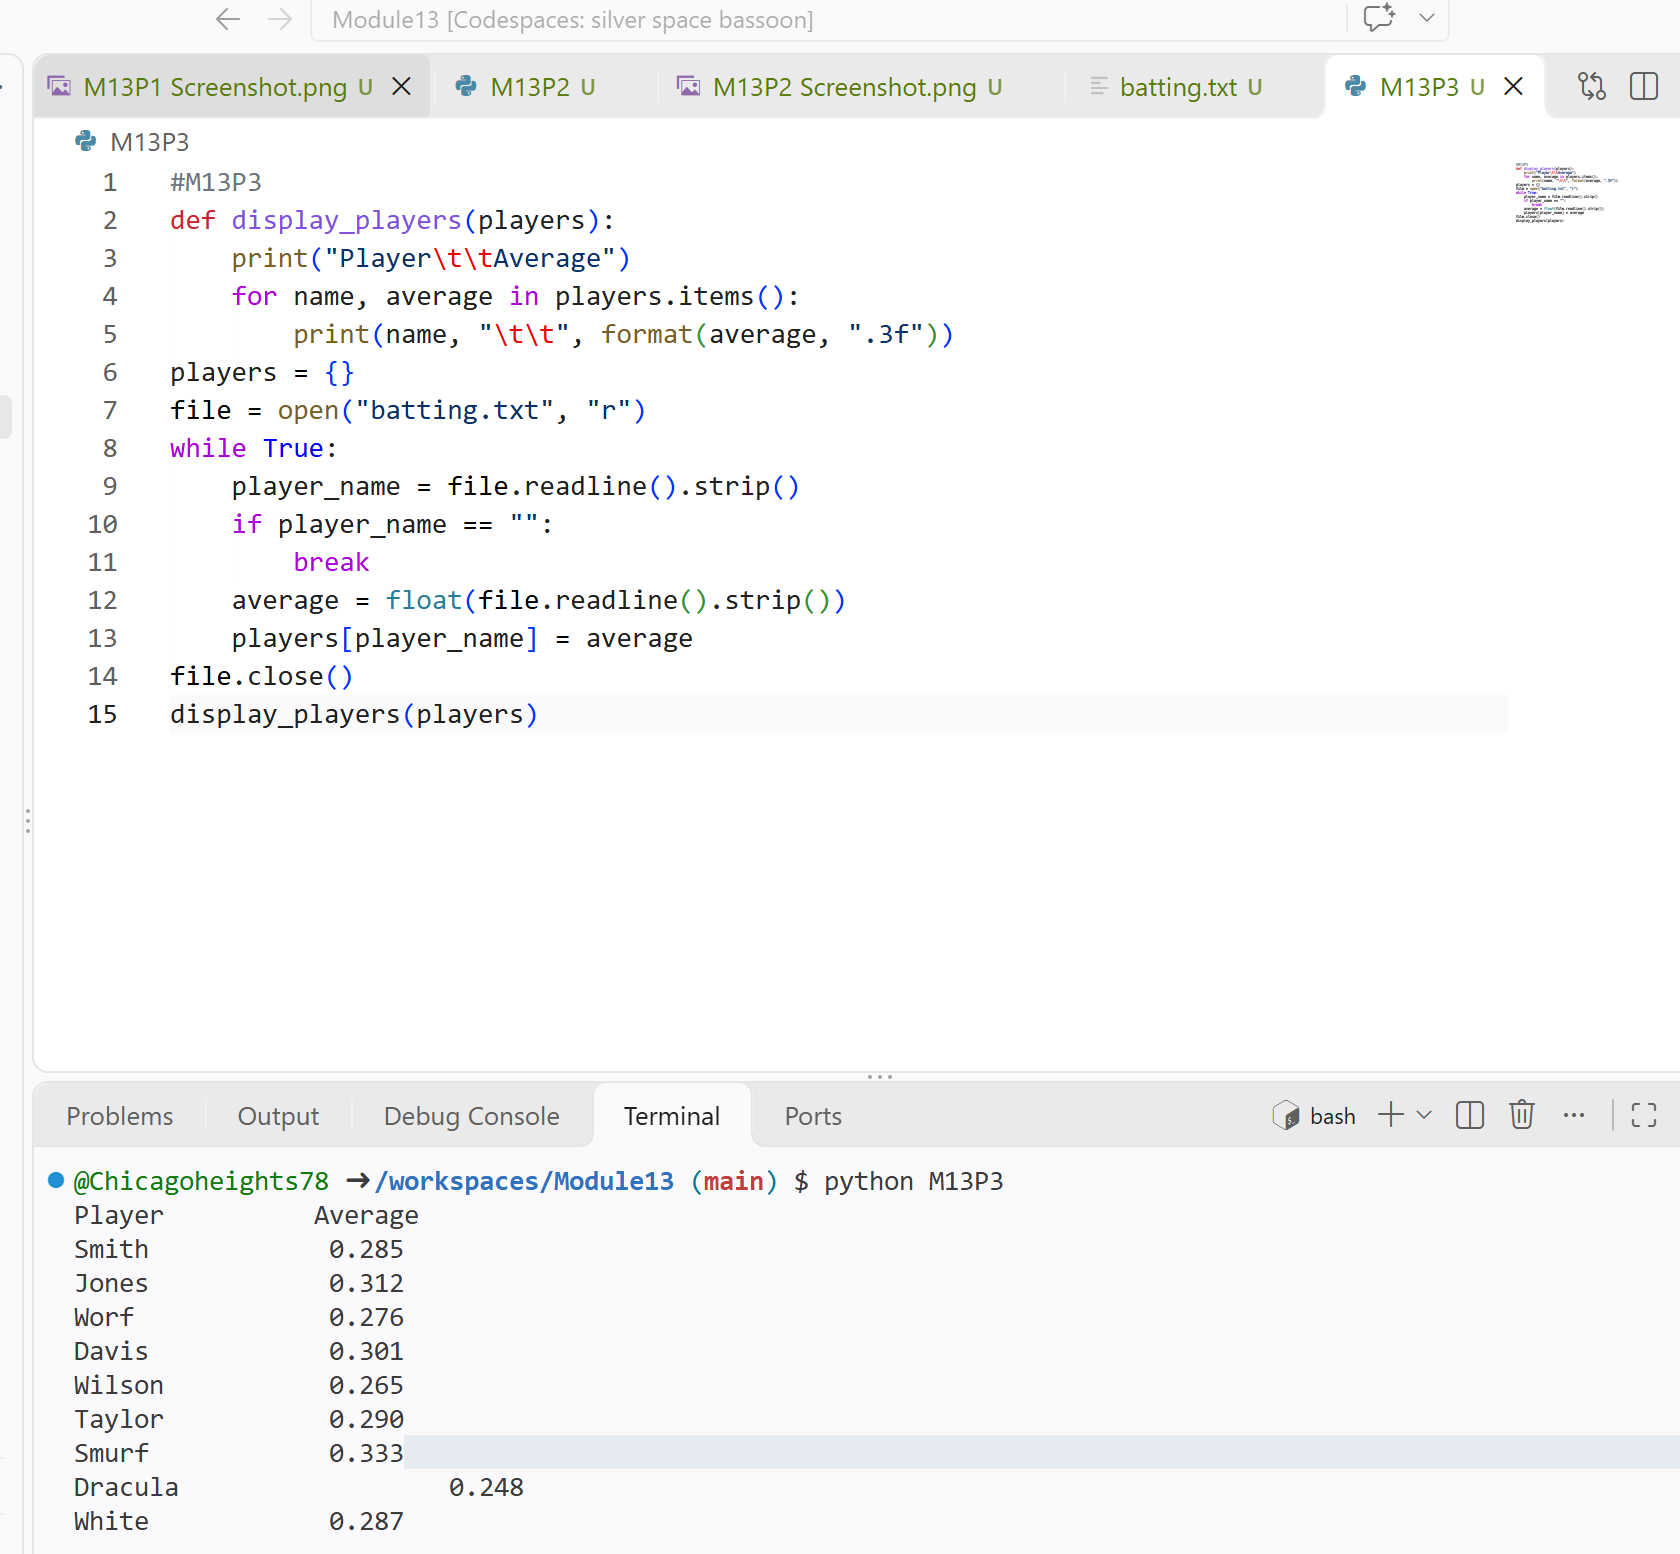 Module13 [Codespaces: silver space bassoon]
M13P1 Screenshot.png U M13P2 U M13P2 Screenshot.png U batting.txt U M13P3 U
M13P3
1 #M13P3
2 def display_players(players):
3     print("Player\t\tAverage")
4     for name, average in players.items():
5         print(name, "\t\t", format(average, ".3f"))
6 players = {}
7 file = open("batting.txt", "r")
8 while True:
9     player_name = file.readline().strip()
10     if player_name == "":
11         break
12     average = float(file.readline().strip())
13     players[player_name] = average
14 file.close()
15 display_players(players)
Problems Output Debug Console Terminal Ports bash
@Chicagoheights78 ➜/workspaces/Module13 (main) $ python M13P3
Player          Average
Smith            0.285
Jones            0.312
Worf             0.276
Davis            0.301
Wilson           0.265
Taylor           0.290
Smurf            0.333
Dracula                  0.248
White            0.287